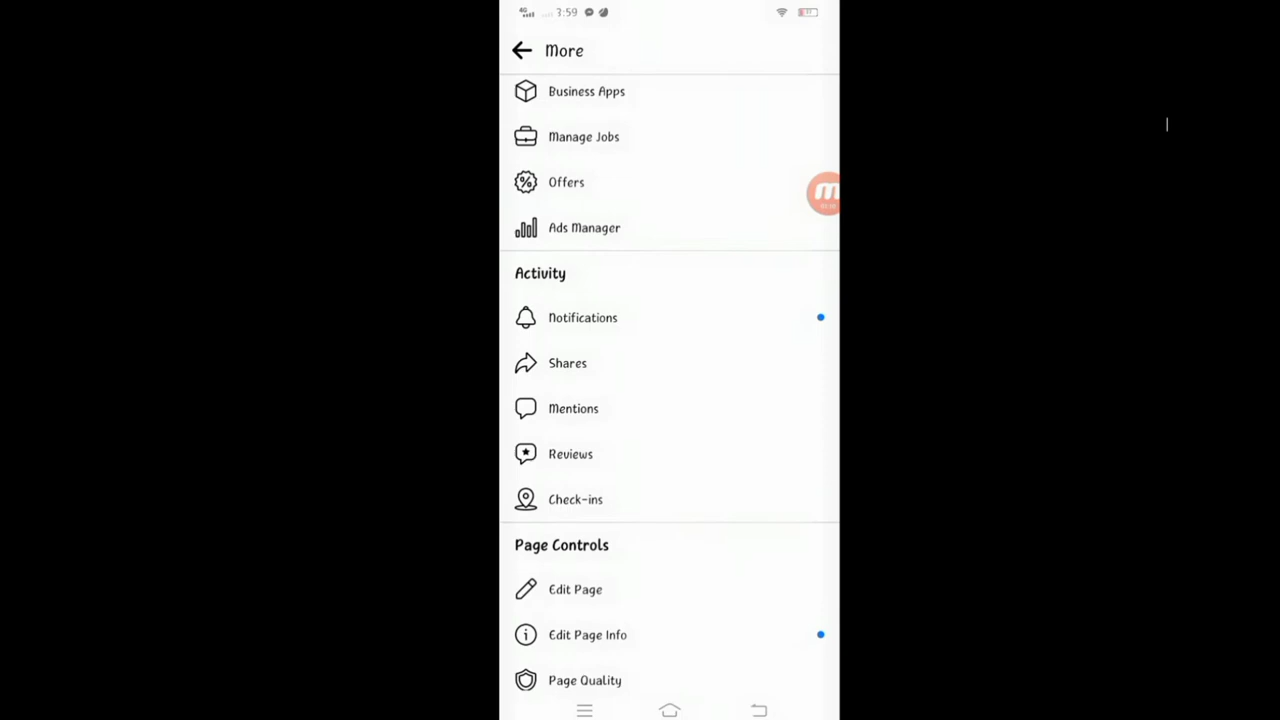 4G 3:59
More
Business Apps
Manage Jobs
Offers
Ads Manager
Activity
Notifications
Shares
Mentions
Reviews
Check-ins
Page Controls
Edit Page
Edit Page Info
Page Quality